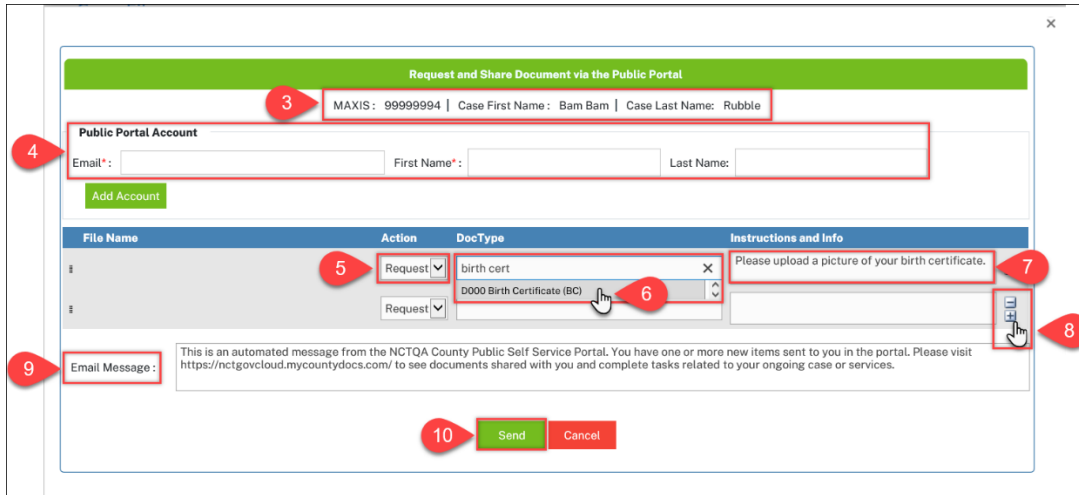 ×
Request and Share Document via the Public Portal
3
MAXIS : 99999994 | Case First Name : Bam Bam | Case Last Name: Rubble
4
Public Portal Account
Email* :
First Name* :
Last Name:
Add Account
File Name
Action
DocType
Instructions and Info
5
Request
birth cert
×
Please upload a picture of your birth certificate.
7
D000 Birth Certificate (BC)
6
Request
8
9
Email Message :
This is an automated message from the NCTQA County Public Self Service Portal. You have one or more new items sent to you in the portal. Please visit
https://nctgovcloud.mycountydocs.com/ to see documents shared with you and complete tasks related to your ongoing case or services.
10
Send
Cancel